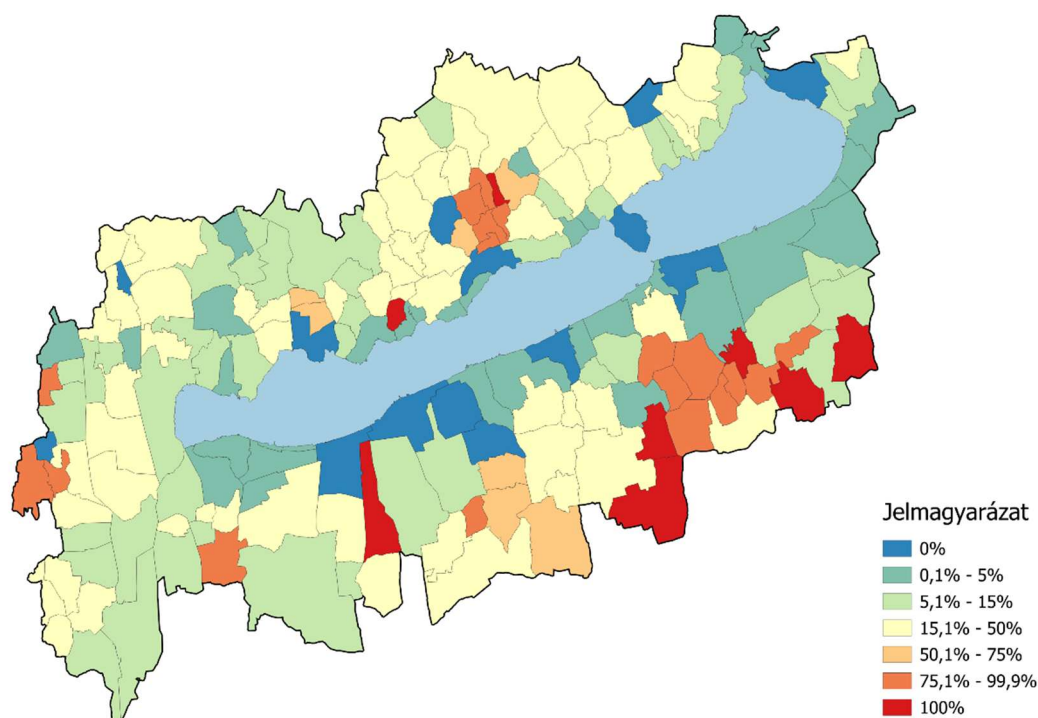 Jelmagyarázat
0%
0,1% - 5%
5,1% - 15%
15,1% - 50%
50,1% - 75%
75,1% - 99,9%
100%